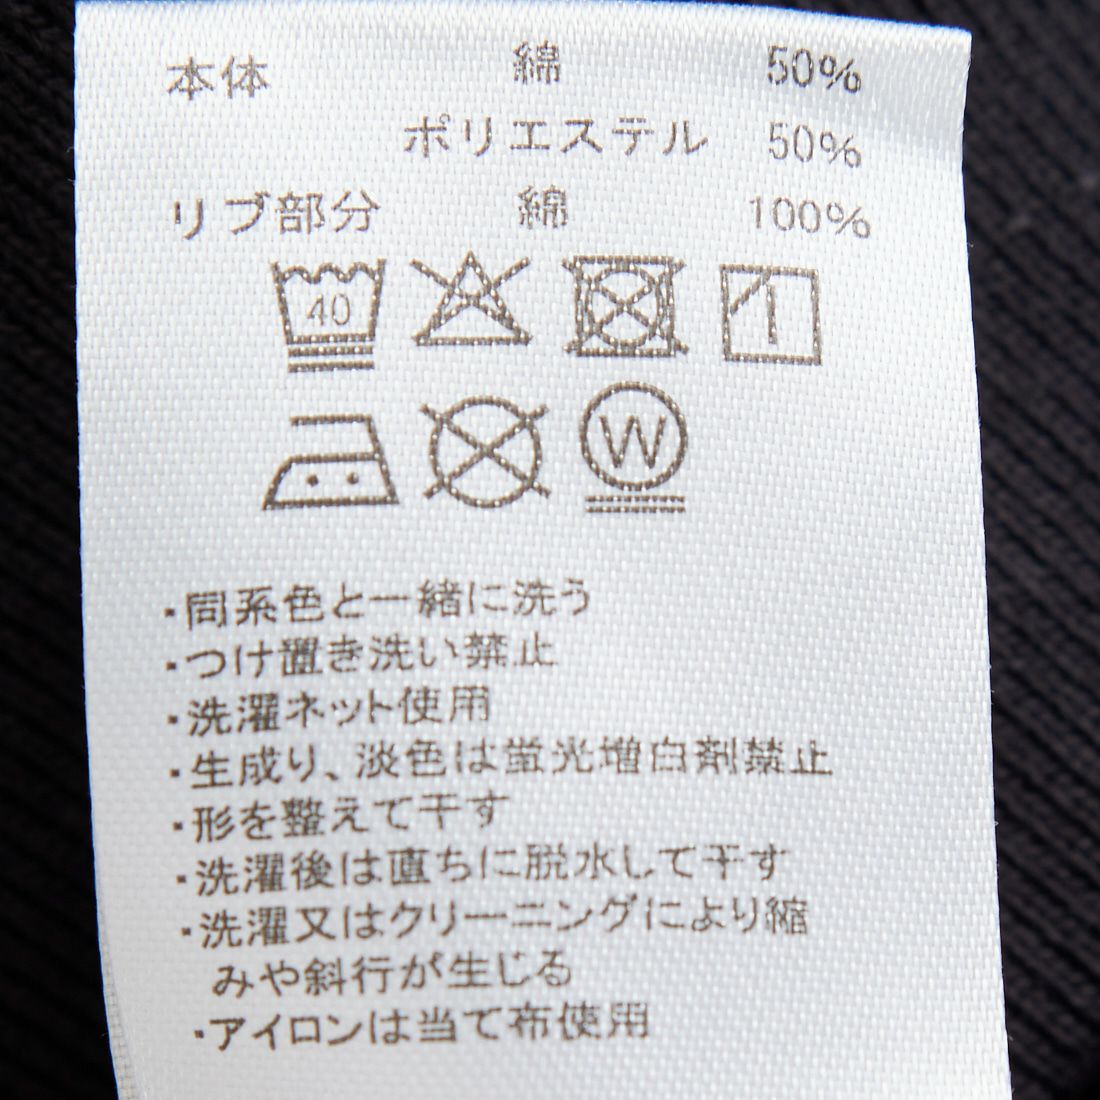 本体 綿 50%
ポリエステル 50%
リブ部分 綿 100%
40
W
・同系色と一緒に洗う
・つけ置き洗い禁止
・洗濯ネット使用
・生成り、淡色は蛍光増白剤禁止
・形を整えて干す
・洗濯後は直ちに脱水して干す
・洗濯又はクリーニングにより縮
みや斜行が生じる
・アイロンは当て布使用